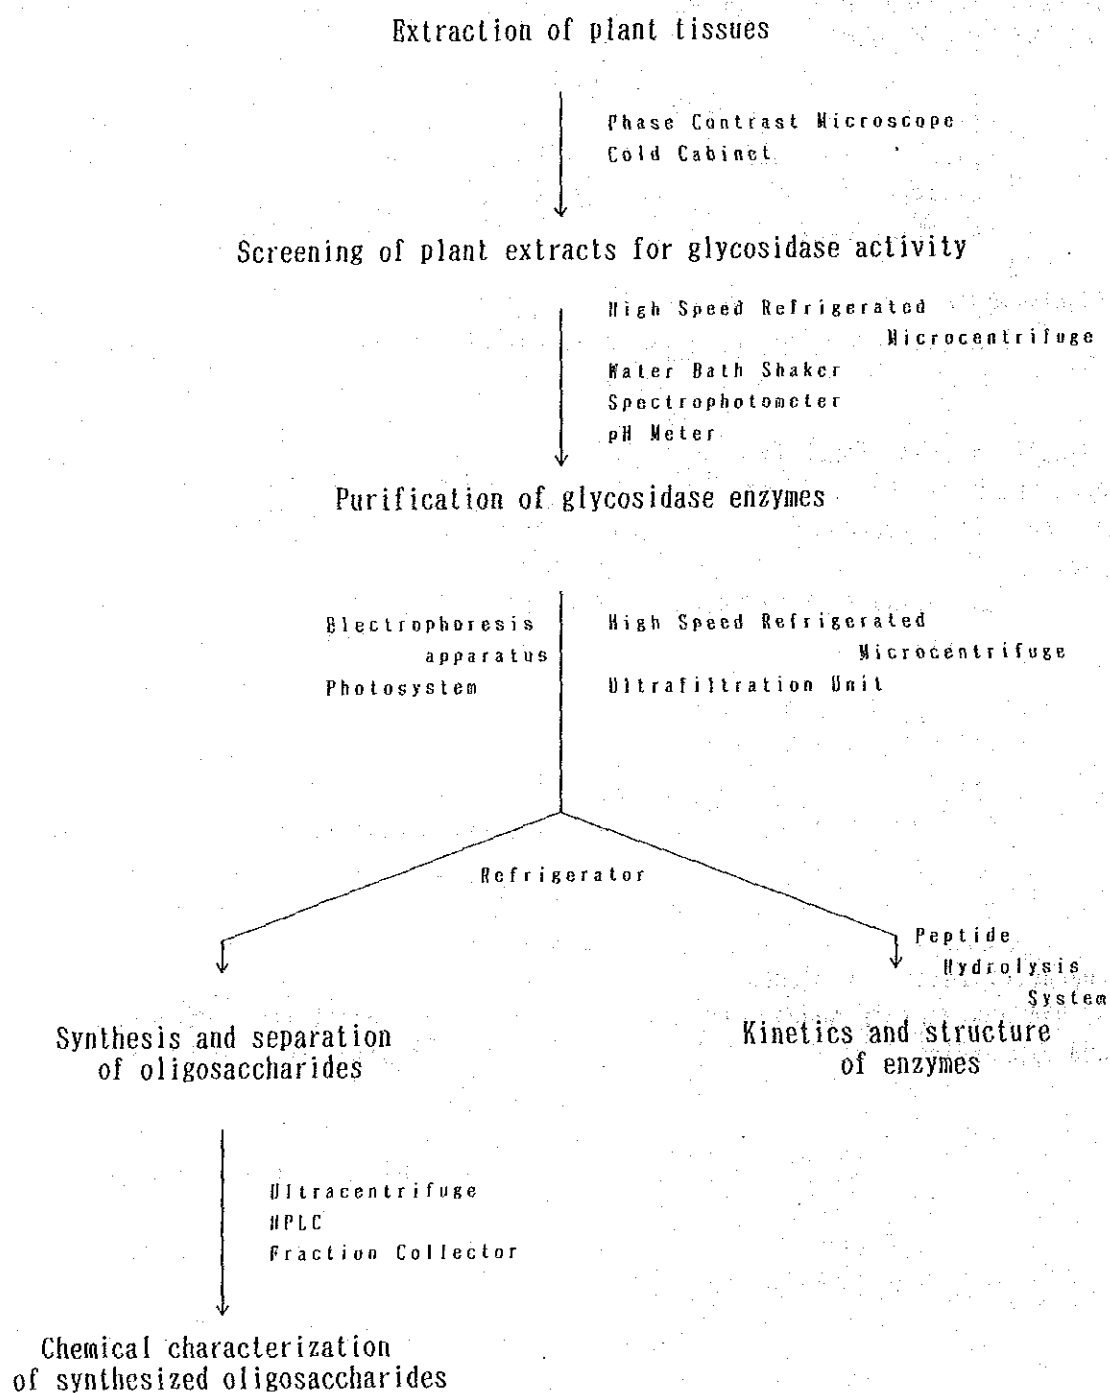 Extraction of plant tissues
Phase Contrast Microscope
Cold Cabinet
Screening of plant extracts for glycosidase activity
High Speed Refrigerated
Microcentrifuge
Water Bath Shaker
Spectrophotometer
pH Meter
Purification of glycosidase enzymes
Electrophoresis
apparatus
Photosystem
High Speed Refrigerated
Microcentrifuge
Ultrafiltration Unit
Refrigerator
Peptide
Hydrolysis
System
Synthesis and separation
of oligosaccharides
Kinetics and structure
of enzymes
Ultracentrifuge
HPLC
Fraction Collector
Chemical characterization
of synthesized oligosaccharides